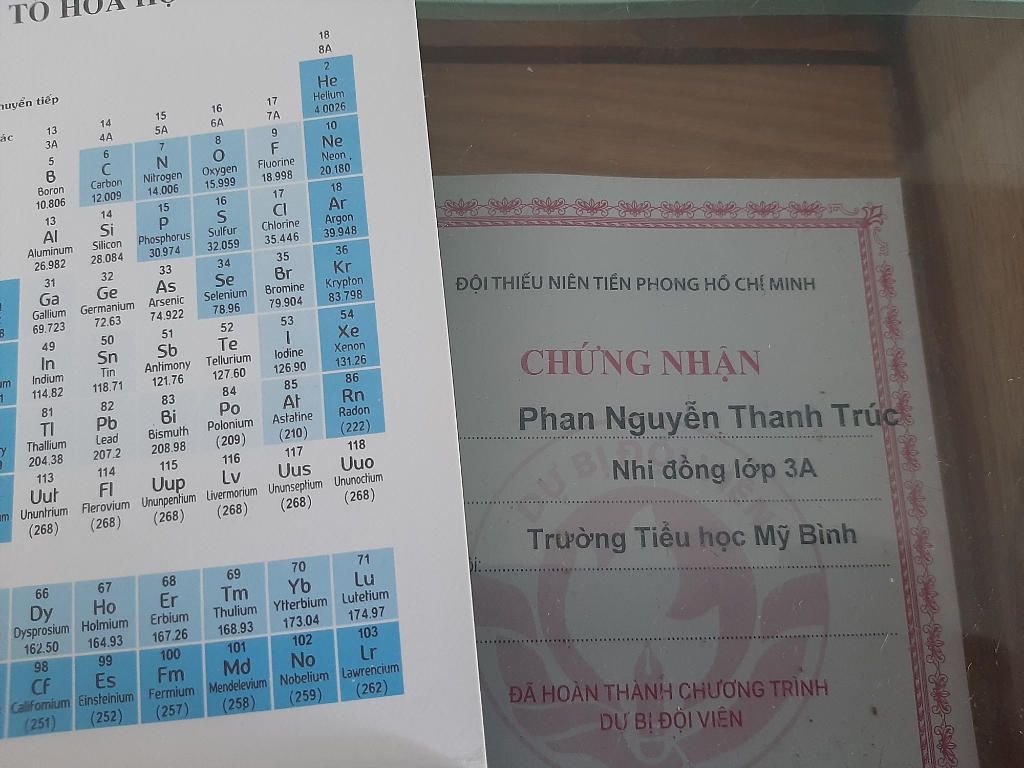 TỐ HÓA HỌ
huyển tiếp
ác
18
8A
2
He
Helium
4.0026
13
3A
14
4A
15
5A
16
6A
17
7A
5
B
Boron
10.806
6
C
Carbon
12.009
7
N
Nitrogen
14.006
8
O
Oxygen
15.999
9
F
Fluorine
18.998
10
Ne
Neon
20.180
13
Al
Aluminum
26.982
14
Si
Silicon
28.084
15
P
Phosphorus
30.974
16
S
Sulfur
32.059
17
Cl
Chlorine
35.446
18
Ar
Argon
39.948
31
Ga
Gallium
69.723
32
Ge
Germanium
72.63
33
As
Arsenic
74.922
34
Se
Selenium
78.96
35
Br
Bromine
79.904
36
Kr
Krypton
83.798
49
In
Indium
114.82
50
Sn
Tin
118.71
51
Sb
Antimony
121.76
52
Te
Tellurium
127.60
53
I
Iodine
126.90
54
Xe
Xenon
131.26
81
Tl
Thallium
204.38
82
Pb
Lead
207.2
83
Bi
Bismuth
208.98
84
Po
Polonium
(209)
85
At
Astatine
(210)
86
Rn
Radon
(222)
113
Uut
Ununtrium
(268)
114
Fl
Flerovium
(268)
115
Uup
Ununpentium
(268)
116
Lv
Livermorium
(268)
117
Uus
Ununseptium
(268)
118
Uuo
Ununoctium
(268)
66
Dy
Dysprosium
162.50
67
Ho
Holmium
164.93
68
Er
Erbium
167.26
69
Tm
Thulium
168.93
70
Yb
Ytterbium
173.04
71
Lu
Lutetium
174.97
98
Cf
Californium
(251)
99
Es
Einsteinium
(252)
100
Fm
Fermium
(257)
101
Md
Mendelevium
(258)
102
No
Nobelium
(259)
103
Lr
Lawrencium
(262)
ĐỘI THIẾU NIÊN TIỀN PHONG HỒ CHÍ MINH
CHỨNG NHẬN
Phan Nguyễn Thanh Trúc
DỰ BỊ ĐỘI VIÊN
Nhi đồng lớp 3A
Trường Tiểu học Mỹ Bình
ĐÃ HOÀN THÀNH CHƯƠNG TRÌNH
DỰ BỊ ĐỘI VIÊN